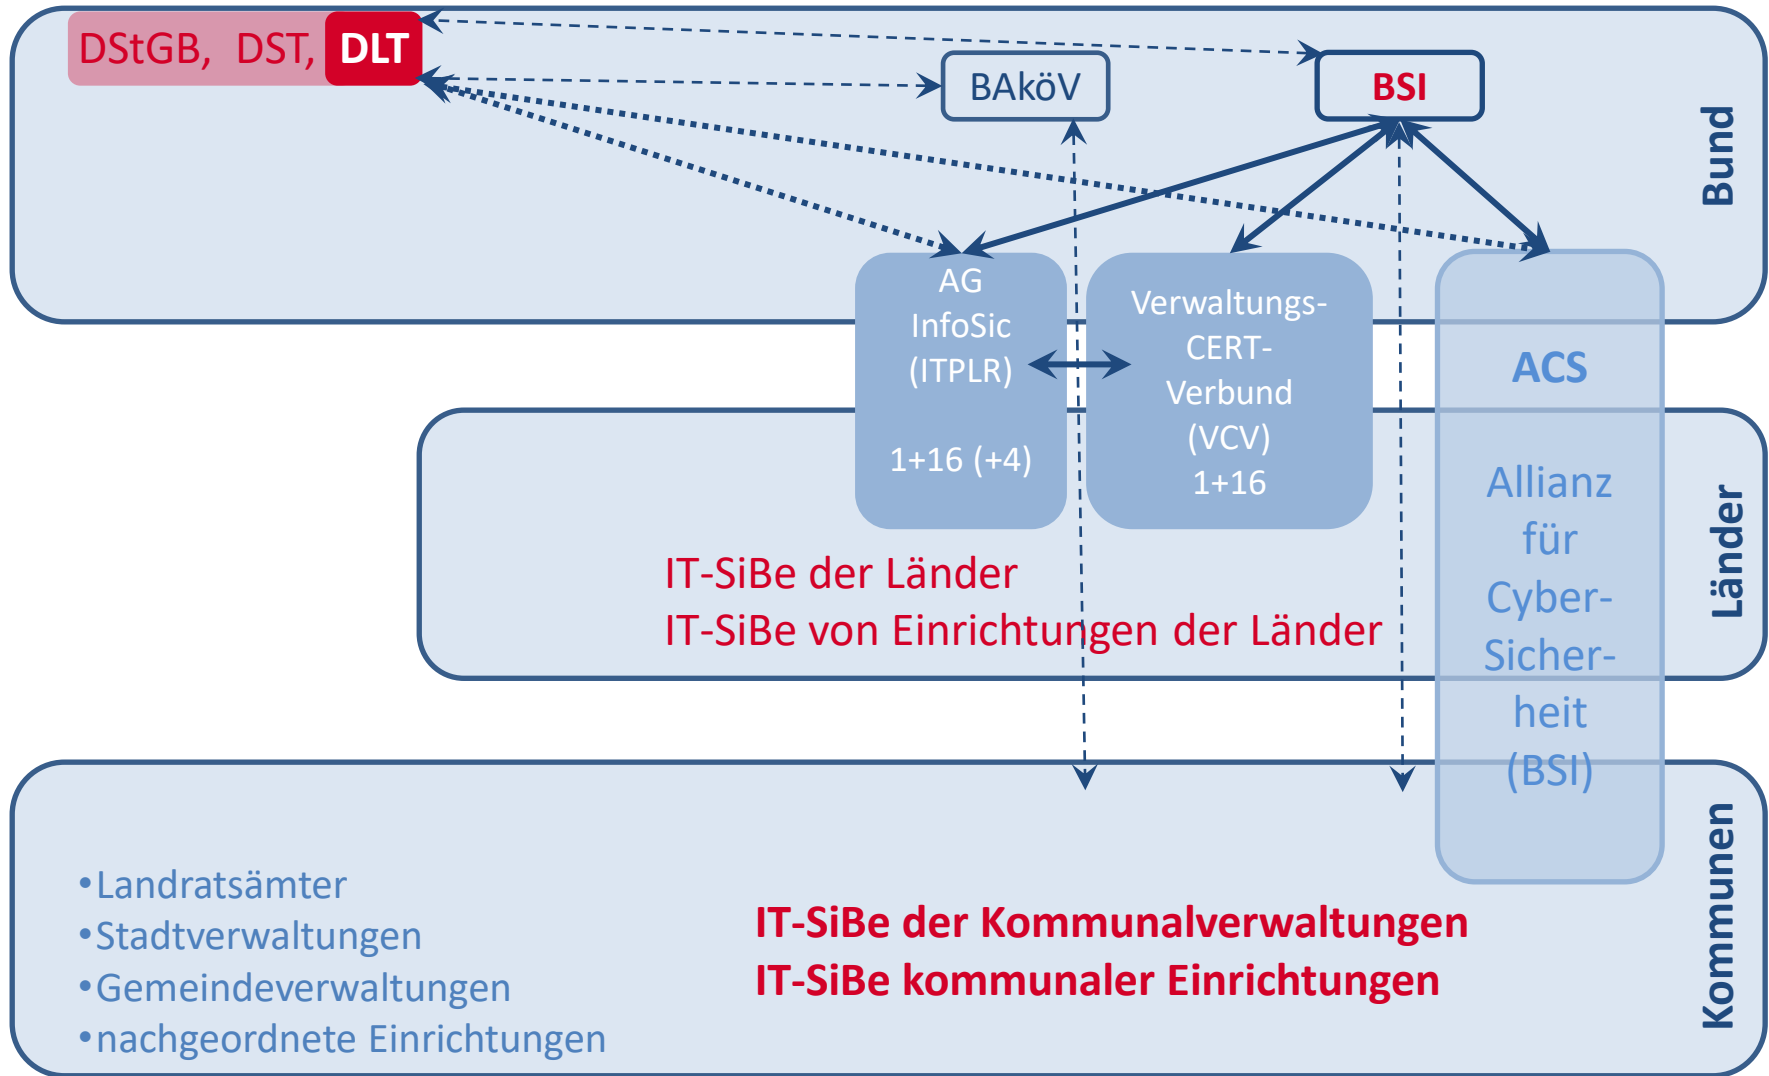 DStGB, DST, DLT
BAköV
BSI
Bund
AG
InfoSic
(ITPLR)
1+16 (+4)
Verwaltungs-
CERT-
Verbund
(VCV)
1+16
ACS
Allianz
für
Cyber-
Sicher-
heit
(BSI)
IT-SiBe der Länder
IT-SiBe von Einrichtungen der Länder
Länder
•Landratsämter
•Stadtverwaltungen
•Gemeindeverwaltungen
•nachgeordnete Einrichtungen
IT-SiBe der Kommunalverwaltungen
IT-SiBe kommunaler Einrichtungen
Kommunen